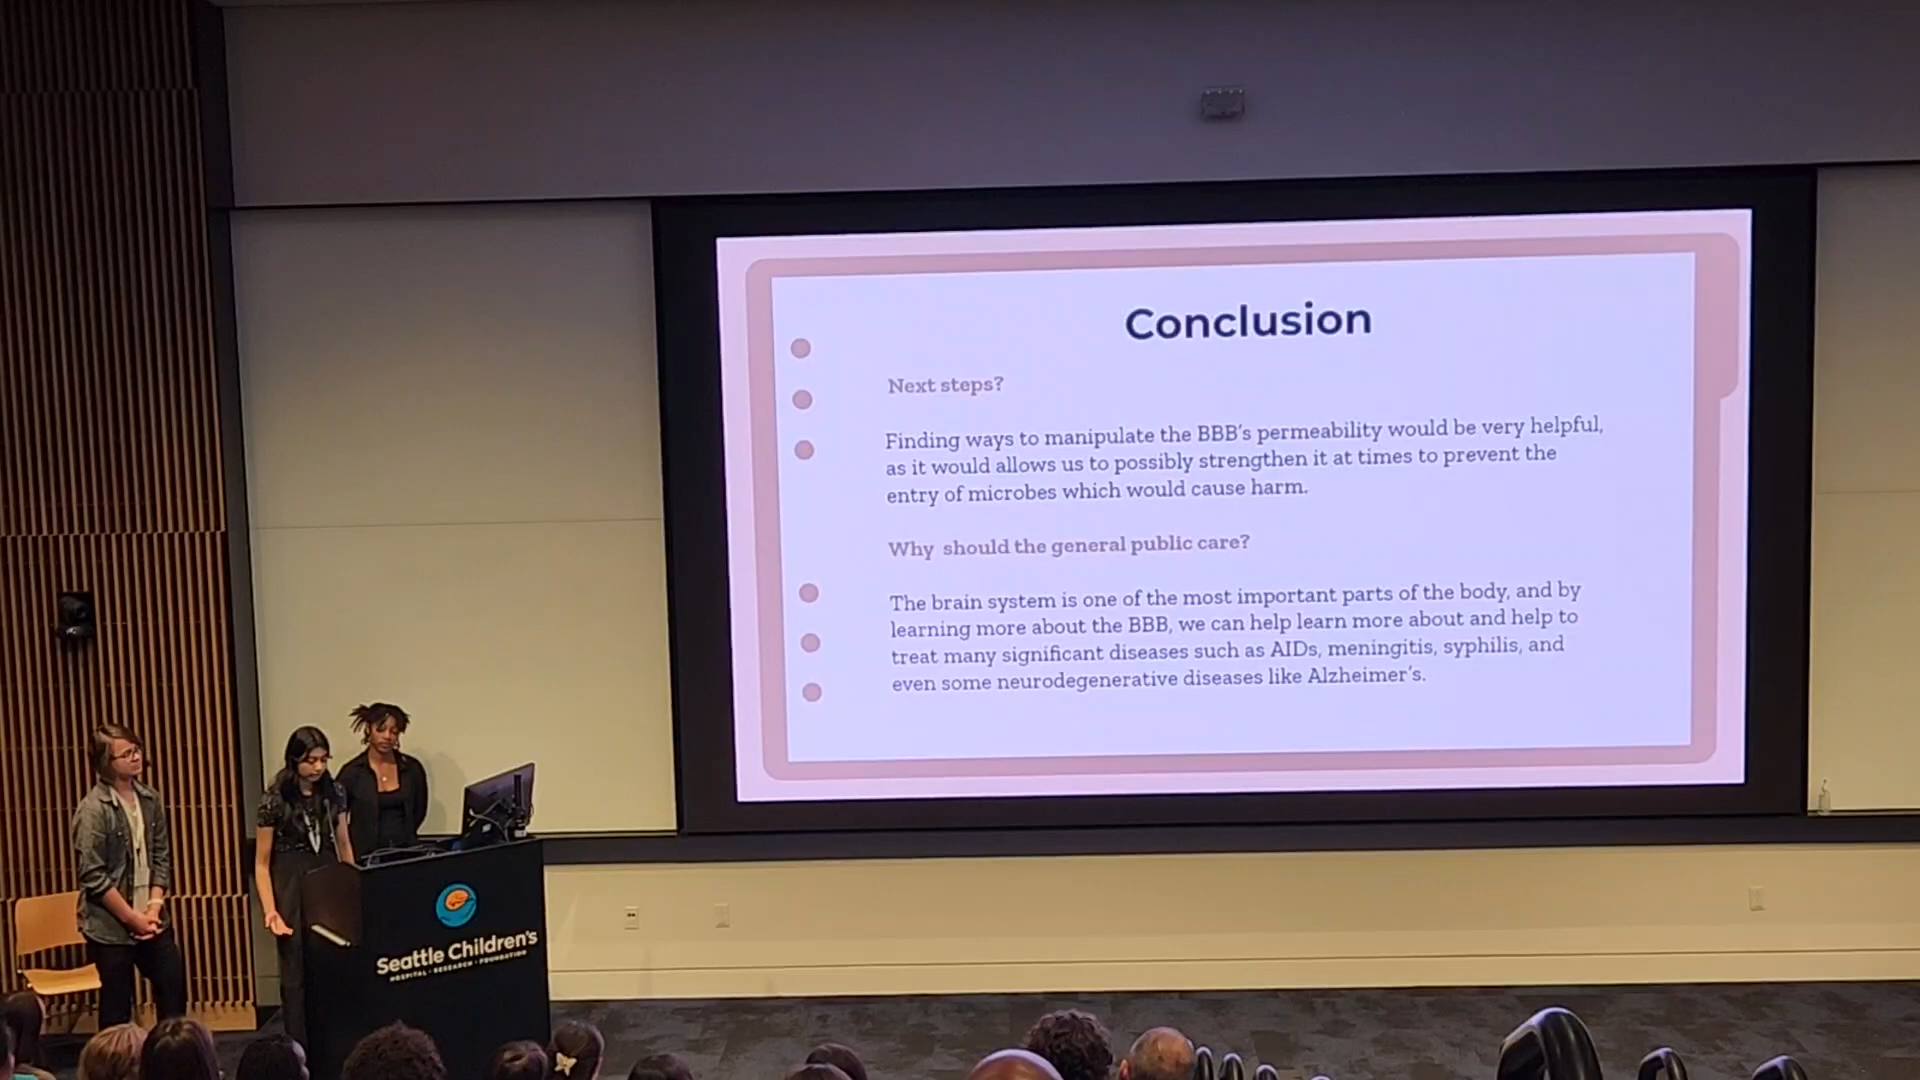 Conclusion
Next steps?
Finding ways to manipulate the BBB's permeability would be very helpful,
as it would allows us to possibly strengthen it at times to prevent the
entry of microbes which would cause harm.
Why should the general public care?
The brain system is one of the most important parts of the body, and by
learning more about the BBB, we can help learn more about and help to
treat many significant diseases such as AIDs, meningitis, syphilis, and
even some neurodegenerative diseases like Alzheimer's.
Seattle Children's
HOSPITAL • RESEARCH • FOUNDATION